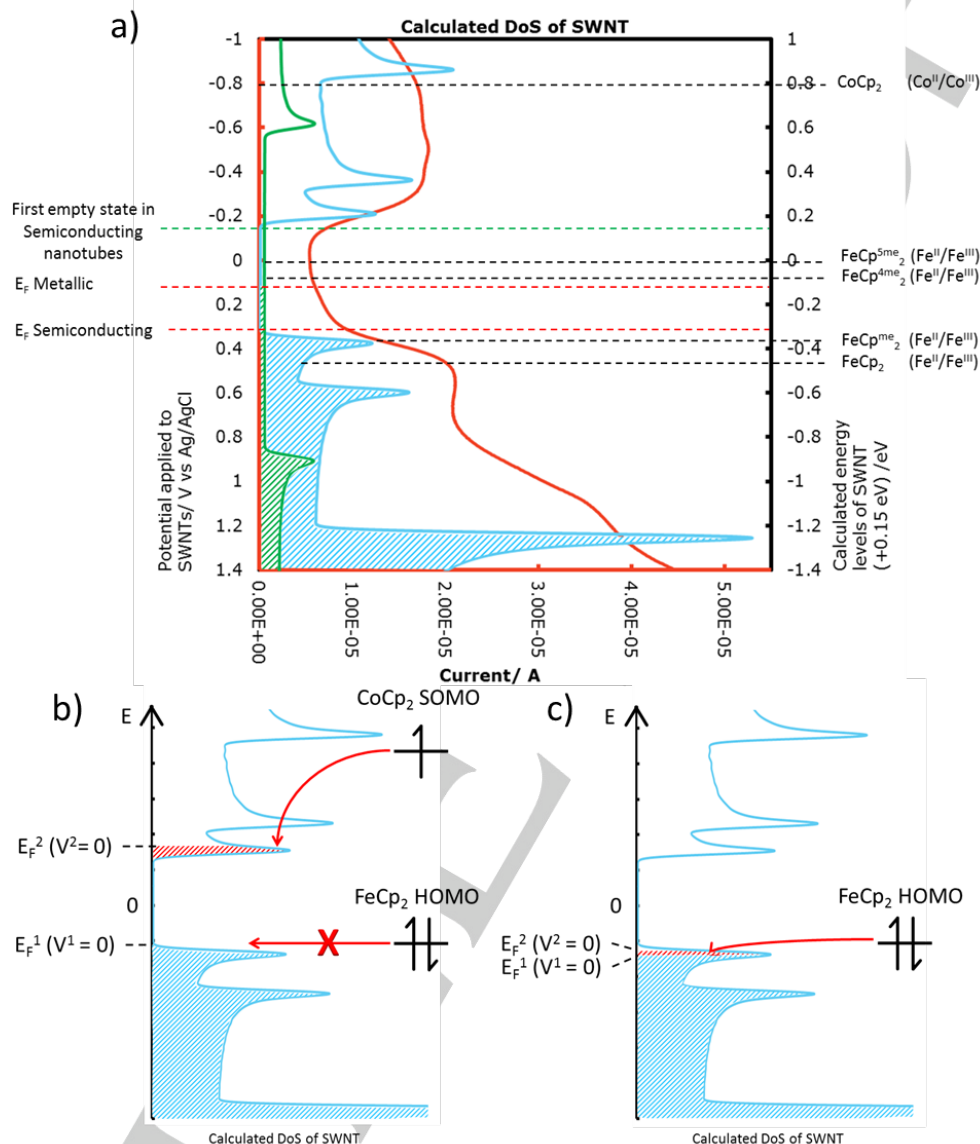 a)
Calculated DoS of SWNT
-1
-0.8
-0.6
-0.4
-0.2
0
0.2
0.4
0.6
0.8
1
1.2
1.4
Potential applied to
SWNTs/ V vs Ag/AgCl
First empty state in
Semiconducting
nanotubes
E_F Metallic
E_F Semiconducting
1
0.8
0.6
0.4
0.2
0
-0.2
-0.4
-0.6
-0.8
-1
-1.2
-1.4
Calculated energy
levels of SWNT
(+0.15 eV) /eV
CoCp₂ (Coᴵᴵ/Coᴵᴵᴵ)
FeCp⁵ᵐᵉ₂ (Feᴵᴵ/Feᴵᴵᴵ)
FeCp⁴ᵐᵉ₂ (Feᴵᴵ/Feᴵᴵᴵ)
FeCpᵐᵉ₂ (Feᴵᴵ/Feᴵᴵᴵ)
FeCp₂ (Feᴵᴵ/Feᴵᴵᴵ)
0.00E+00
1.00E-05
2.00E-05
3.00E-05
4.00E-05
5.00E-05
Current/ A
b)
E
CoCp₂ SOMO
E_F² (V²= 0)
FeCp₂ HOMO
0
E_F¹ (V¹ = 0)
X
Calculated DoS of SWNT
c)
E
FeCp₂ HOMO
0
E_F² (V² = 0)
E_F¹ (V¹ = 0)
Calculated DoS of SWNT